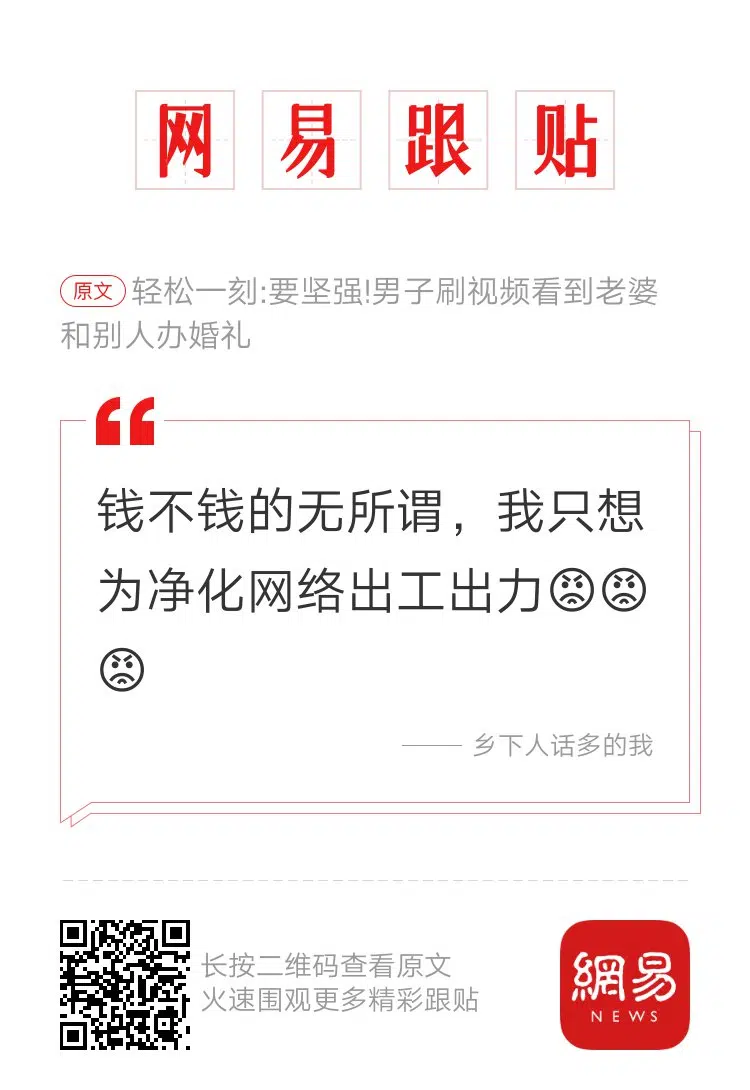 网易跟贴
原文 轻松一刻:要坚强!男子刷视频看到老婆
和别人办婚礼
钱不钱的无所谓，我只想
为净化网络出工出力😡😡
😡
—— 乡下人话多的我
长按二维码查看原文
火速围观更多精彩跟贴
網易
NEWS